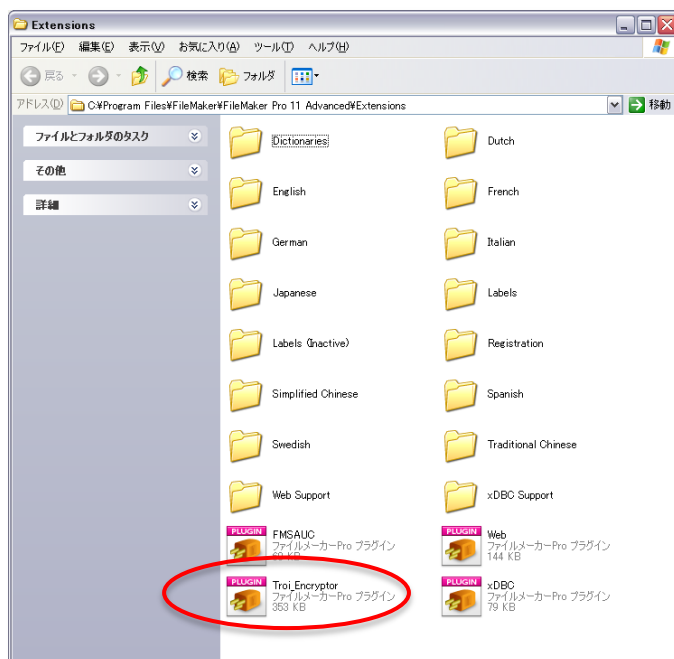 Extensions
ファイル(F) 編集(E) 表示(V) お気に入り(A) ツール(T) ヘルプ(H)
戻る 検索 フォルダ
アドレス(D) C:¥Program Files¥FileMaker¥FileMaker Pro 11 Advanced¥Extensions 移動
ファイルとフォルダのタスク
その他
詳細
Dictionaries Dutch
English French
German Italian
Japanese Labels
Labels (Inactive) Registration
Simplified Chinese Spanish
Swedish Traditional Chinese
Web Support xDBC Support
PLUGIN FMSAUC PLUGIN Web
ファイルメーカーPro プラグイン ファイルメーカーPro プラグイン
KB 144 KB
PLUGIN Troi_Encryptor PLUGIN xDBC
ファイルメーカーPro プラグイン ファイルメーカーPro プラグイン
353 KB 79 KB